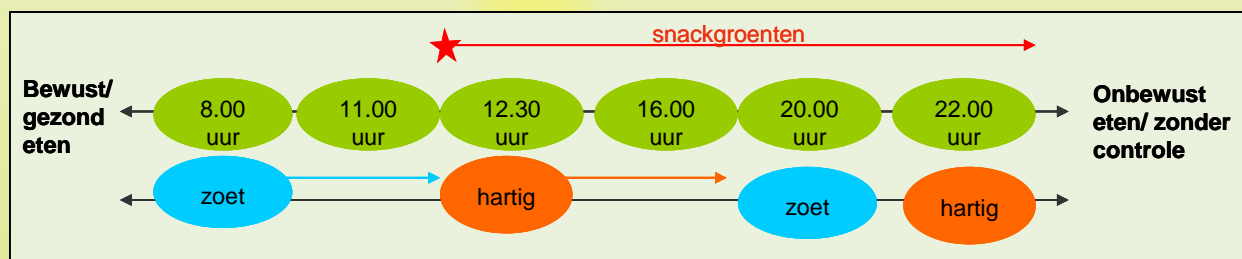 snackgroenten
Bewust/
gezond
eten
8.00
uur
11.00
uur
12.30
uur
16.00
uur
20.00
uur
22.00
uur
Onbewust
eten/ zonder
controle
zoet
hartig
zoet
hartig